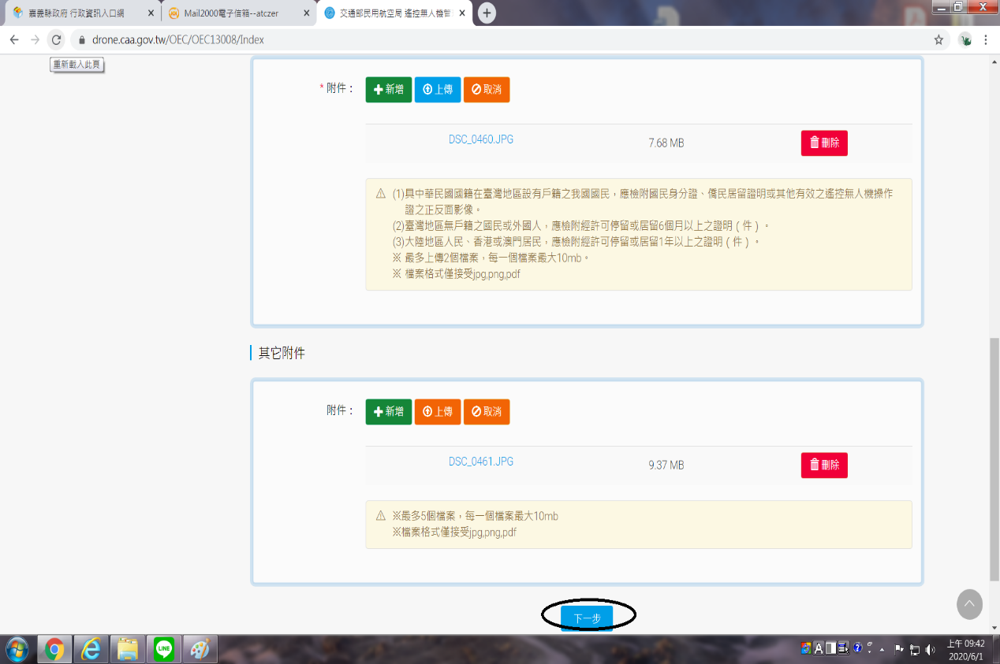 嘉義縣政府 行政資訊入口網
Mail2000電子信箱--atczer
交通部民用航空局 遙控無人機管
drone.caa.gov.tw/OEC/OEC13008/Index
重新載入此頁
* 附件：
新增
上傳
取消
DSC_0460.JPG
7.68 MB
刪除
(1)具中華民國國籍在臺灣地區設有戶籍之我國國民，應檢附國民身分證、僑民居留證明或其他有效之遙控無人機操作
證之正反面影像。
(2)臺灣地區無戶籍之國民或外國人，應檢附經許可停留或居留6個月以上之證明（件）。
(3)大陸地區人民、香港或澳門居民，應檢附經許可停留或居留1年以上之證明（件）。
※ 最多上傳2個檔案，每一個檔案最大10mb。
※ 檔案格式僅接受jpg,png,pdf
其它附件
附件：
新增
上傳
取消
DSC_0461.JPG
9.37 MB
刪除
※最多5個檔案，每一個檔案最大10mb
※檔案格式僅接受jpg,png,pdf
下一步
LINE
A
上午 09:42
2020/6/1